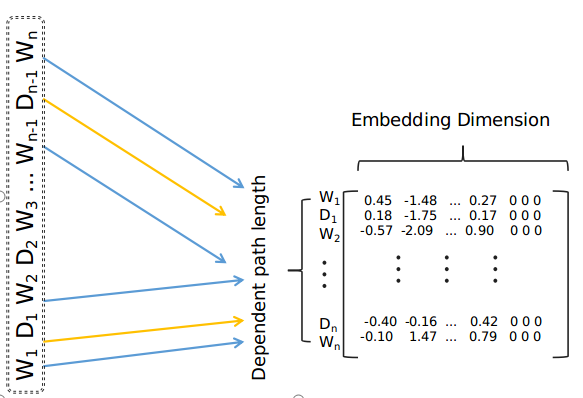 W1 D1 W2 D2 W3 ... Wn-1 Dn-1 Wn
Dependent path length
Embedding Dimension
W1 0.45 -1.48 ... 0.27 0 0 0
D1 0.18 -1.75 ... 0.17 0 0 0
W2 -0.57 -2.09 ... 0.90 0 0 0
Dn -0.40 -0.16 ... 0.42 0 0 0
Wn -0.10 1.47 ... 0.79 0 0 0